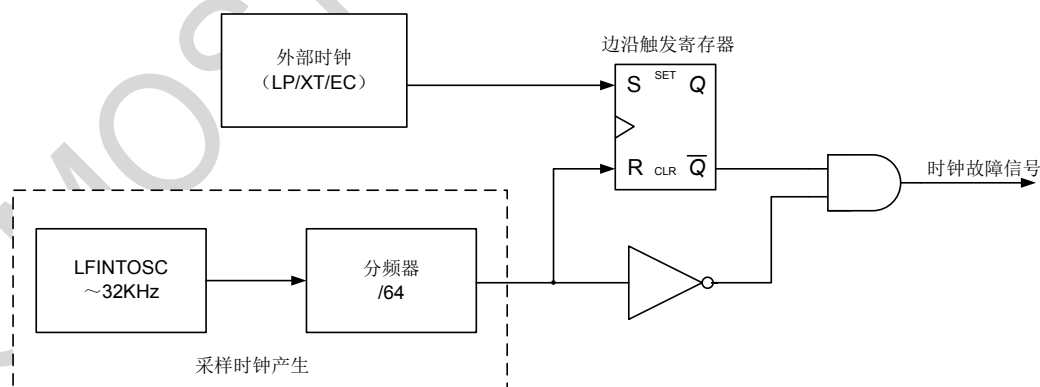 外部时钟
（LP/XT/EC）
边沿触发寄存器
S SET Q
R CLR Q
时钟故障信号
LFINTOSC
～32KHz
分频器
/64
采样时钟产生